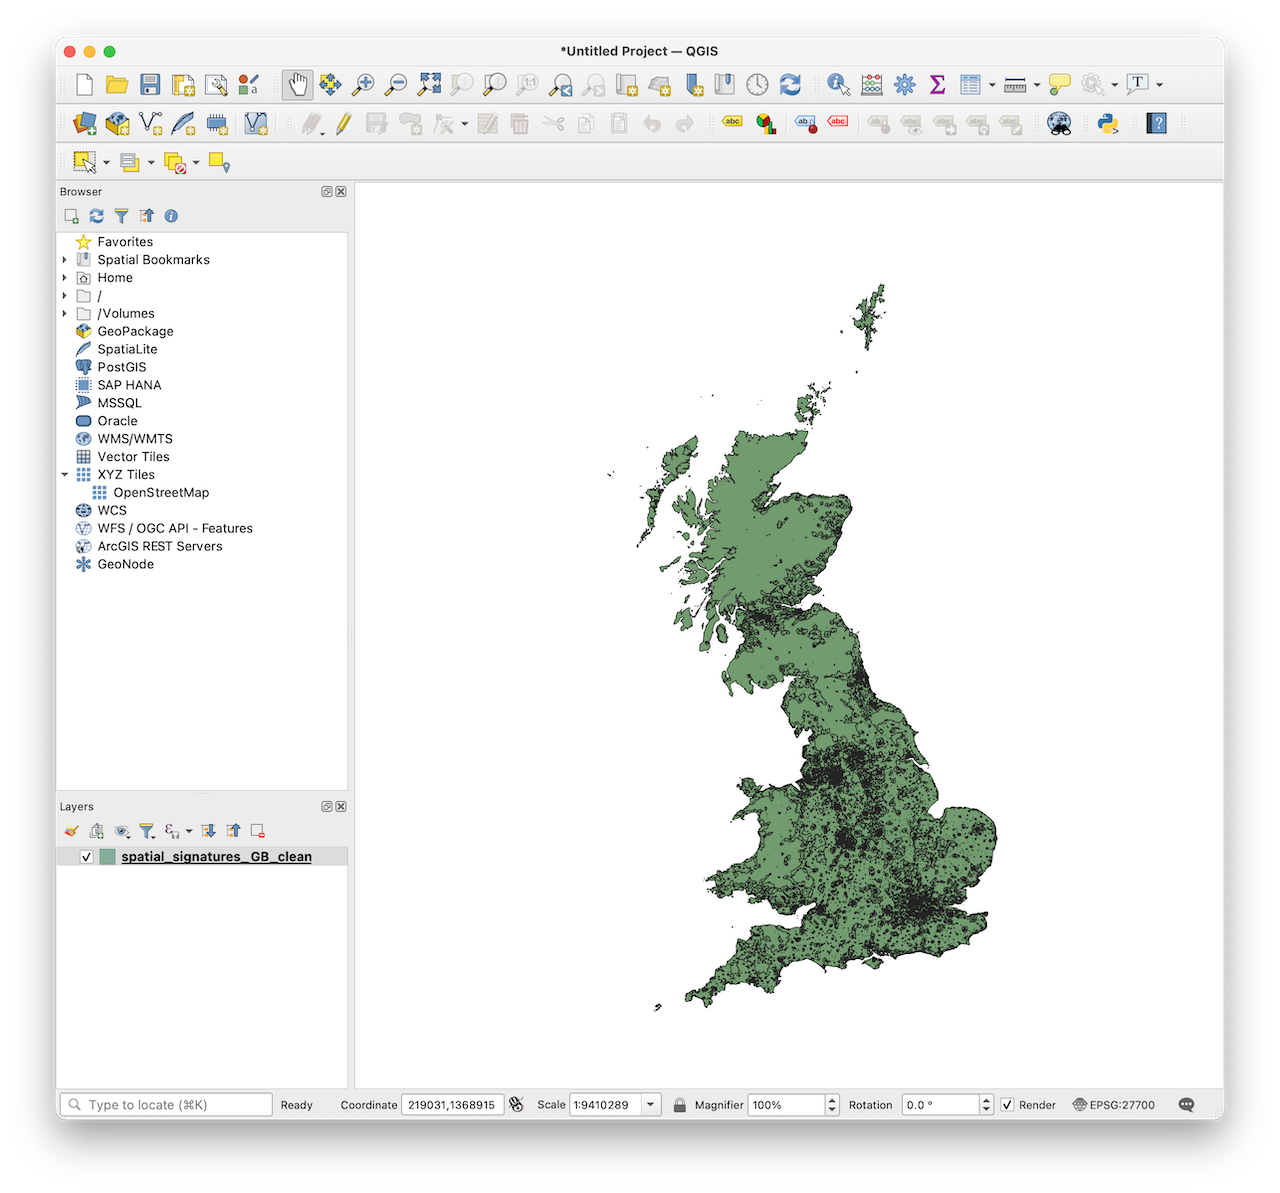 *Untitled Project — QGIS
Browser
Favorites
Spatial Bookmarks
Home
/
/Volumes
GeoPackage
SpatiaLite
PostGIS
SAP HANA
MSSQL
Oracle
WMS/WMTS
Vector Tiles
XYZ Tiles
OpenStreetMap
WCS
WFS / OGC API - Features
ArcGIS REST Servers
GeoNode
Layers
spatial_signatures_GB_clean
Type to locate (⌘K) Ready Coordinate 219031,1368915 Scale 1:9410289 Magnifier 100% Rotation 0.0 ° Render EPSG:27700